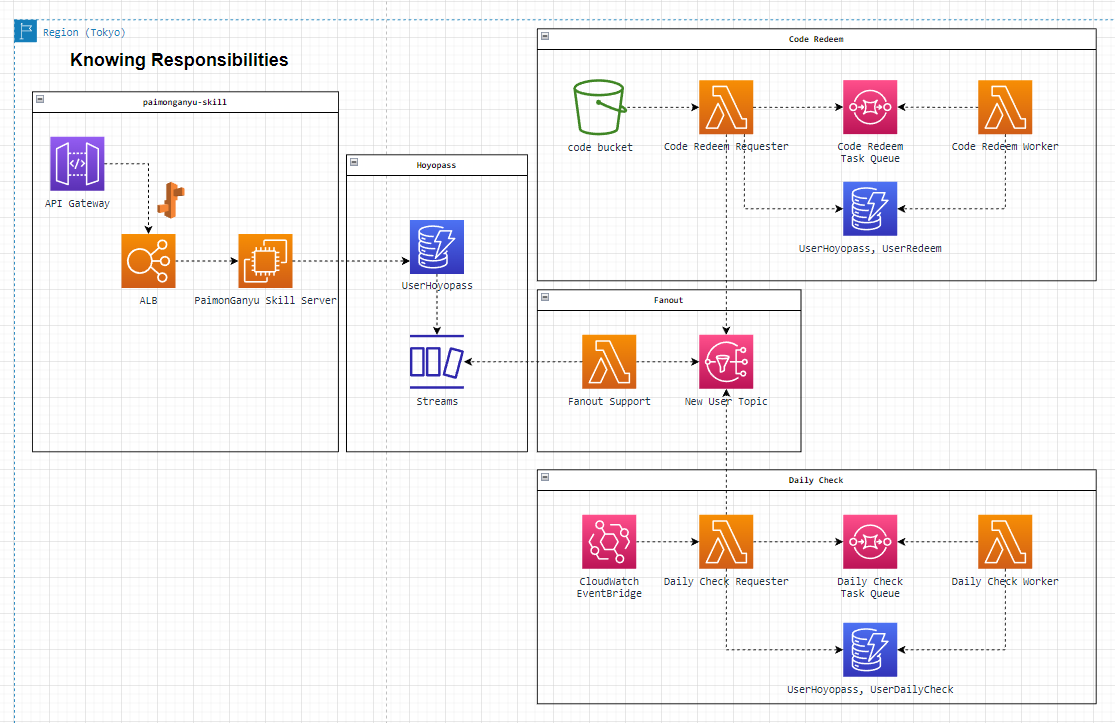 Region (Tokyo)
Knowing Responsibilities
paimonganyu-skill
API Gateway
ALB
PaimonGanyu Skill Server
Hoyopass
UserHoyopass
Streams
Code Redeem
code bucket
Code Redeem Requester
Code Redeem
Task Queue
Code Redeem Worker
UserHoyopass, UserRedeem
Fanout
Fanout Support
New User Topic
Daily Check
CloudWatch
EventBridge
Daily Check Requester
Daily Check
Task Queue
Daily Check Worker
UserHoyopass, UserDailyCheck